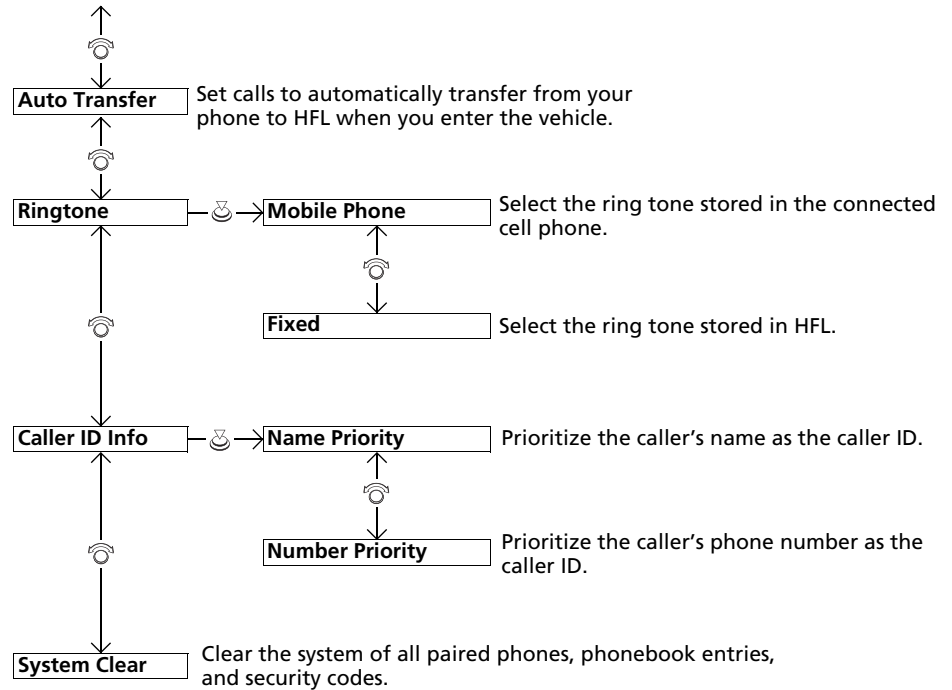 Auto Transfer
Set calls to automatically transfer from your
phone to HFL when you enter the vehicle.
Ringtone
Mobile Phone
Select the ring tone stored in the connected
cell phone.
Fixed
Select the ring tone stored in HFL.
Caller ID Info
Name Priority
Prioritize the caller’s name as the caller ID.
Number Priority
Prioritize the caller’s phone number as the
caller ID.
System Clear
Clear the system of all paired phones, phonebook entries,
and security codes.